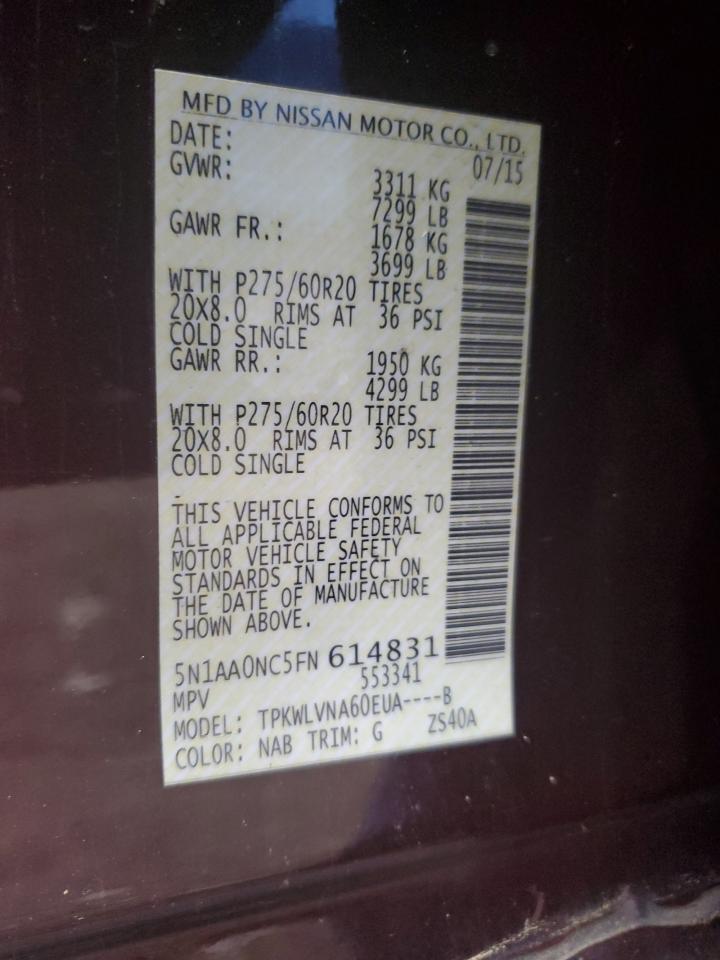 MFD BY NISSAN MOTOR CO., LTD.
DATE: 07/15
GVWR: 3311 KG
7299 LB
GAWR FR.: 1678 KG
3699 LB
WITH P275/60R20 TIRES
20X8.0 RIMS AT 36 PSI
COLD SINGLE
GAWR RR.: 1950 KG
4299 LB
WITH P275/60R20 TIRES
20X8.0 RIMS AT 36 PSI
COLD SINGLE
-
THIS VEHICLE CONFORMS TO
ALL APPLICABLE FEDERAL
MOTOR VEHICLE SAFETY
STANDARDS IN EFFECT ON
THE DATE OF MANUFACTURE
SHOWN ABOVE.
5N1AA0NC5FN 614831
MPV 553341
MODEL: TPKWLVNA60EUA----B
COLOR: NAB TRIM: G ZS40A